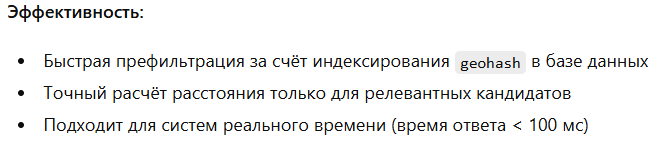 Эффективность:
• Быстрая префильтрация за счёт индексирования geohash в базе данных
• Точный расчёт расстояния только для релевантных кандидатов
• Подходит для систем реального времени (время ответа < 100 мс)